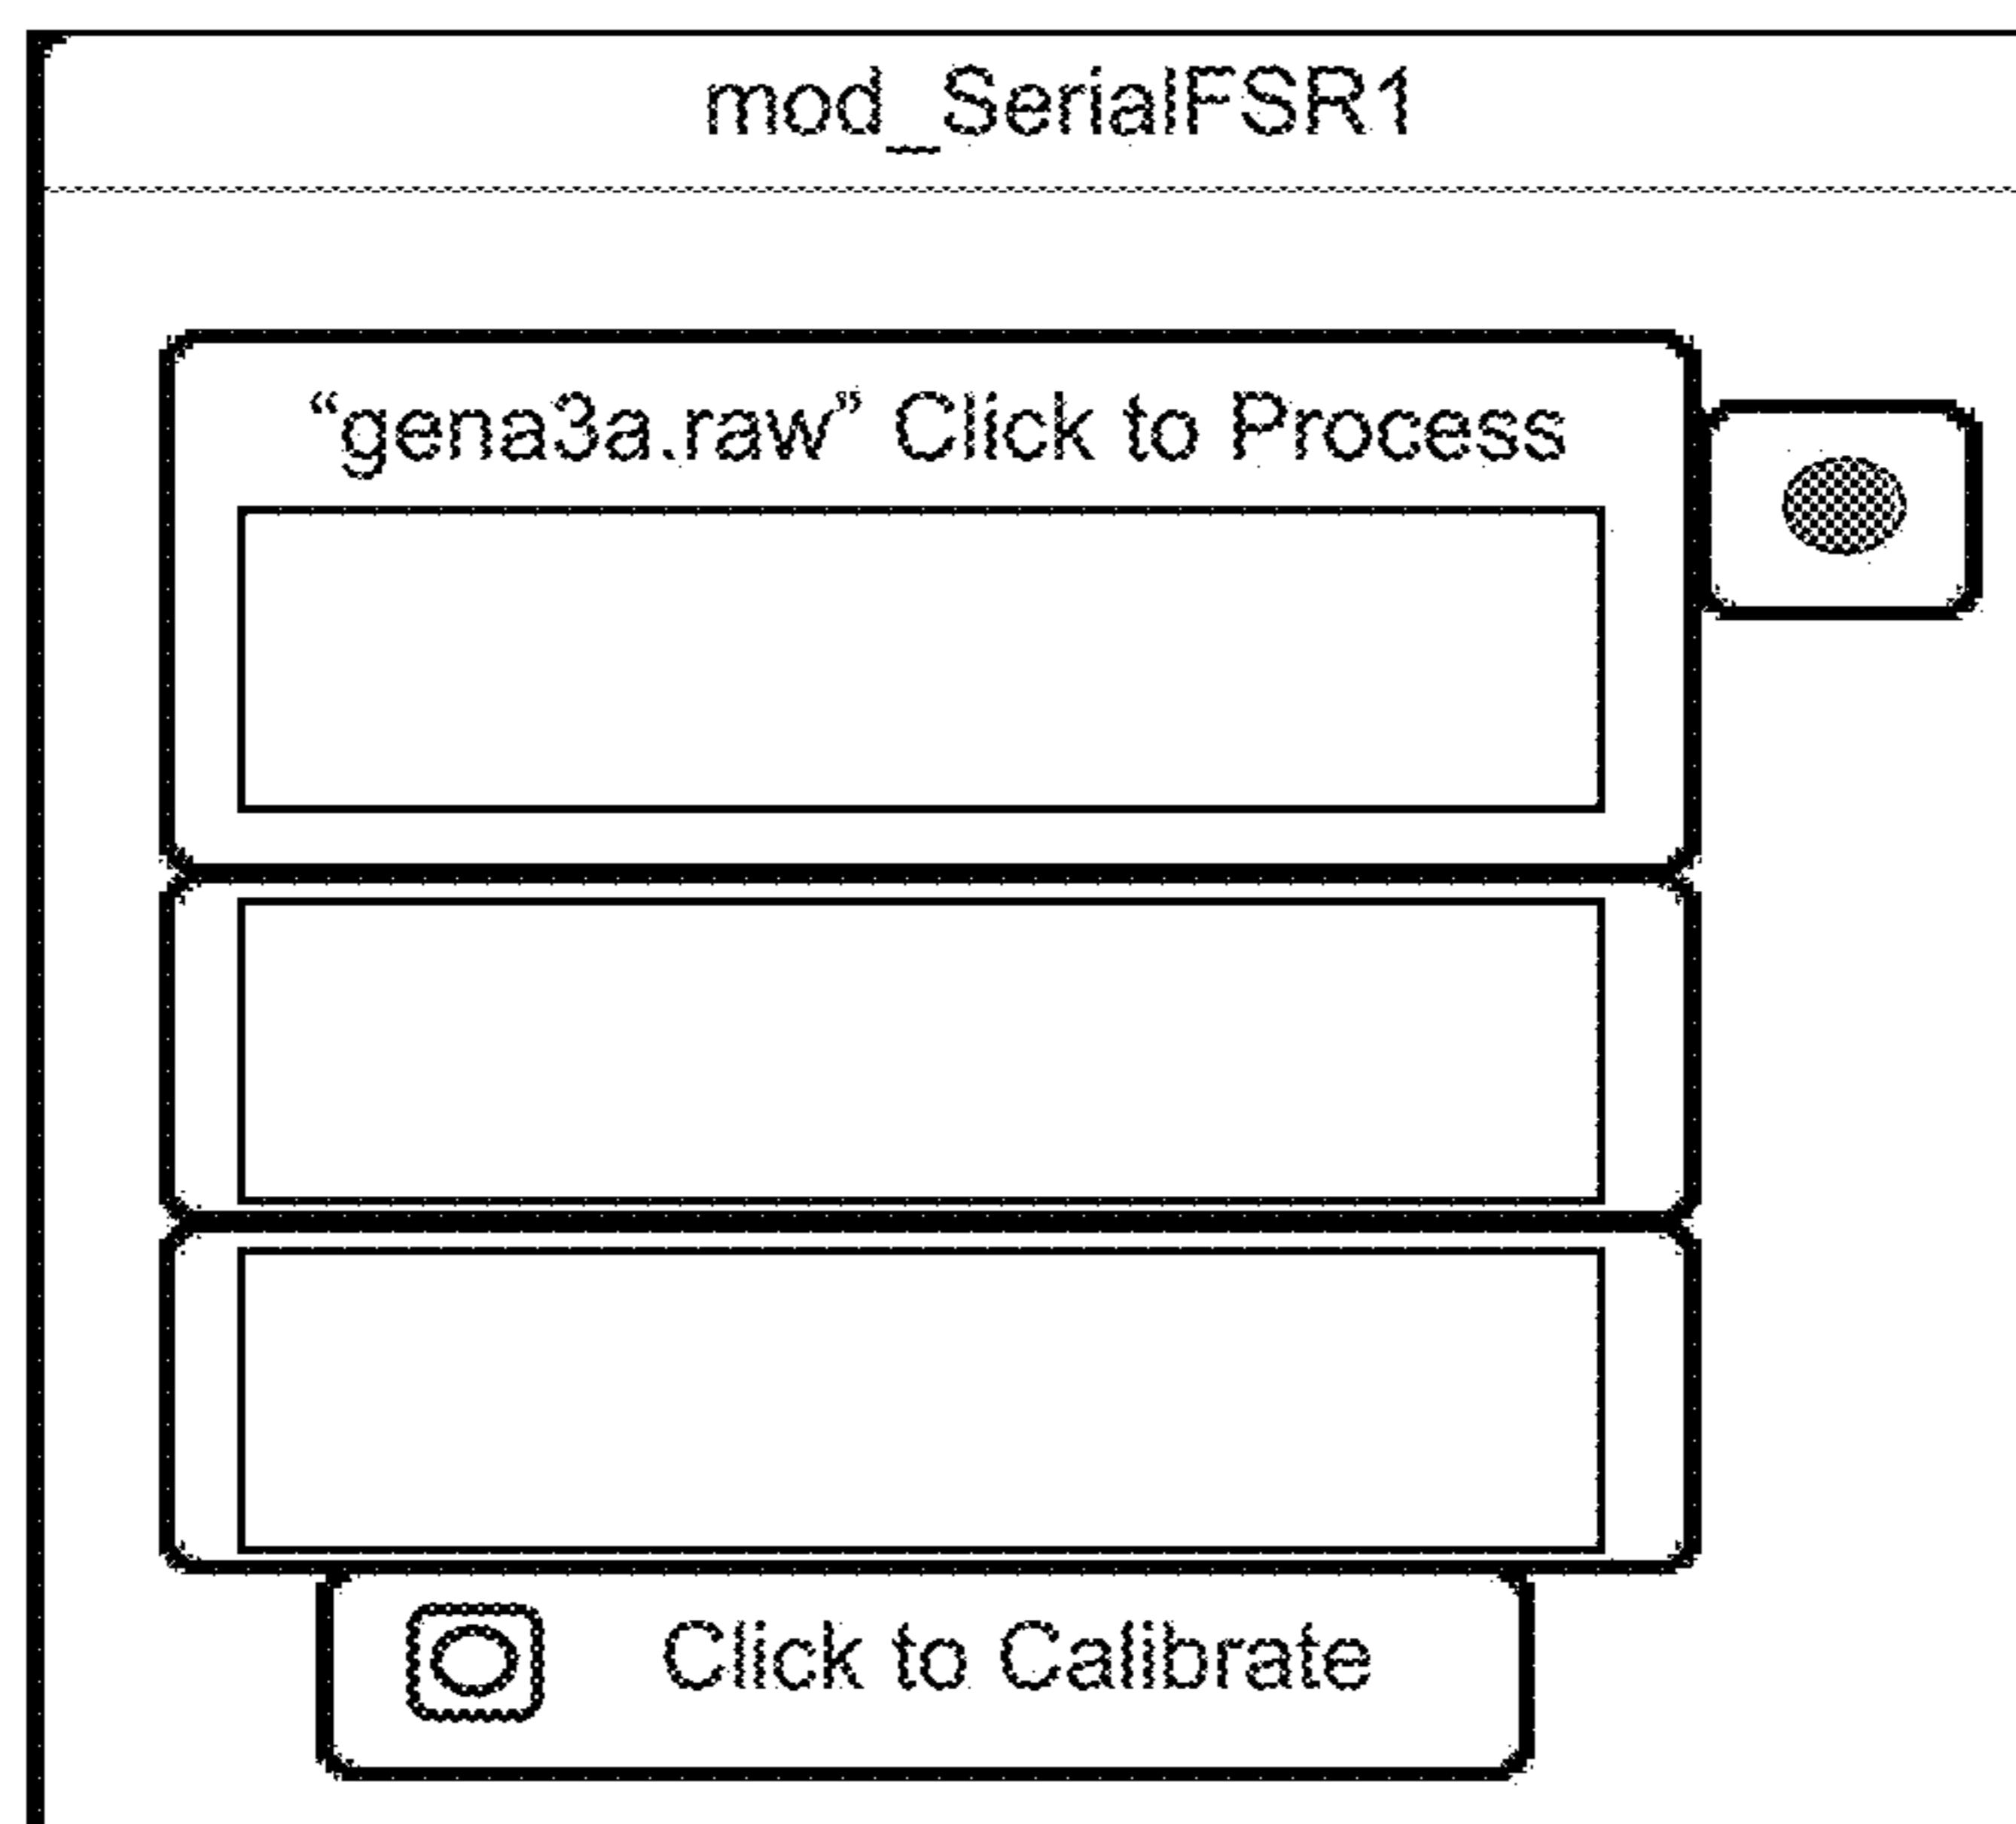 mod_SerialFSR1
“gena3a.raw” Click to Process
Click to Calibrate